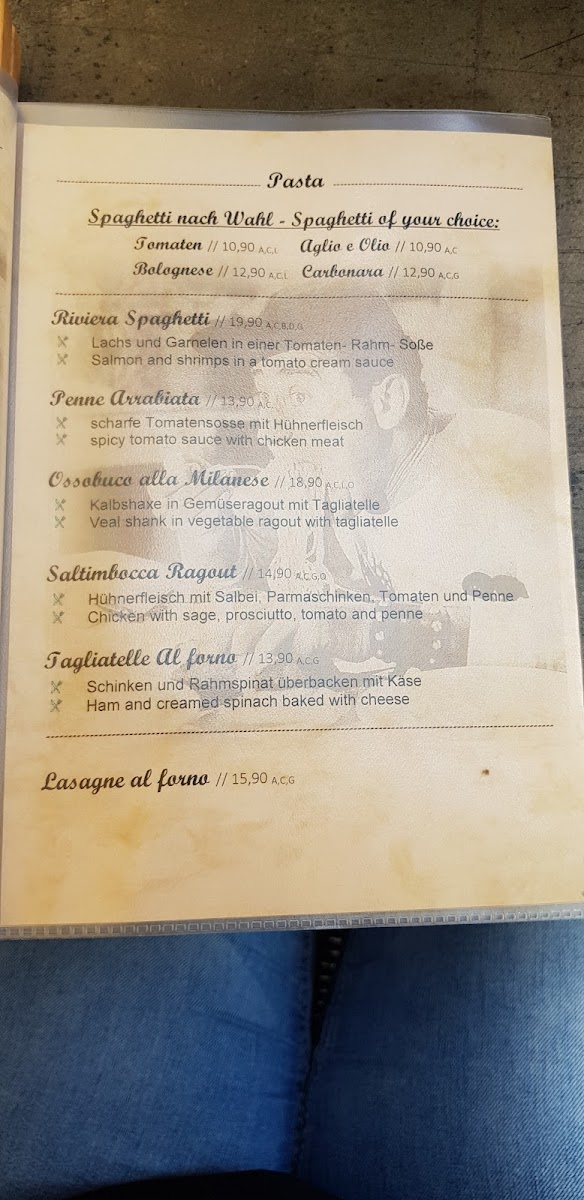 Pasta
Spaghetti nach Wahl - Spaghetti of your choice:
Tomaten // 10,90 A,C,L Aglio e Olio // 10,90 A,C
Bolognese // 12,90 A,C,L Carbonara // 12,90 A,C,G
Riviera Spaghetti // 19,90 A,C,B,D,G
Lachs und Garnelen in einer Tomaten- Rahm- Soße
Salmon and shrimps in a tomato cream sauce
Penne Arrabiata // 13,90 A,C
scharfe Tomatensosse mit Hühnerfleisch
spicy tomato sauce with chicken meat
Ossobuco alla Milanese // 18,90 A,C,L,O
Kalbshaxe in Gemüseragout mit Tagliatelle
Veal shank in vegetable ragout with tagliatelle
Saltimbocca Ragout // 14,90 A,C,G,O
Hühnerfleisch mit Salbei, Parmaschinken, Tomaten und Penne
Chicken with sage, prosciutto, tomato and penne
Tagliatelle Al forno // 13,90 A,C,G
Schinken und Rahmspinat überbacken mit Käse
Ham and creamed spinach baked with cheese
Lasagne al forno // 15,90 A,C,G